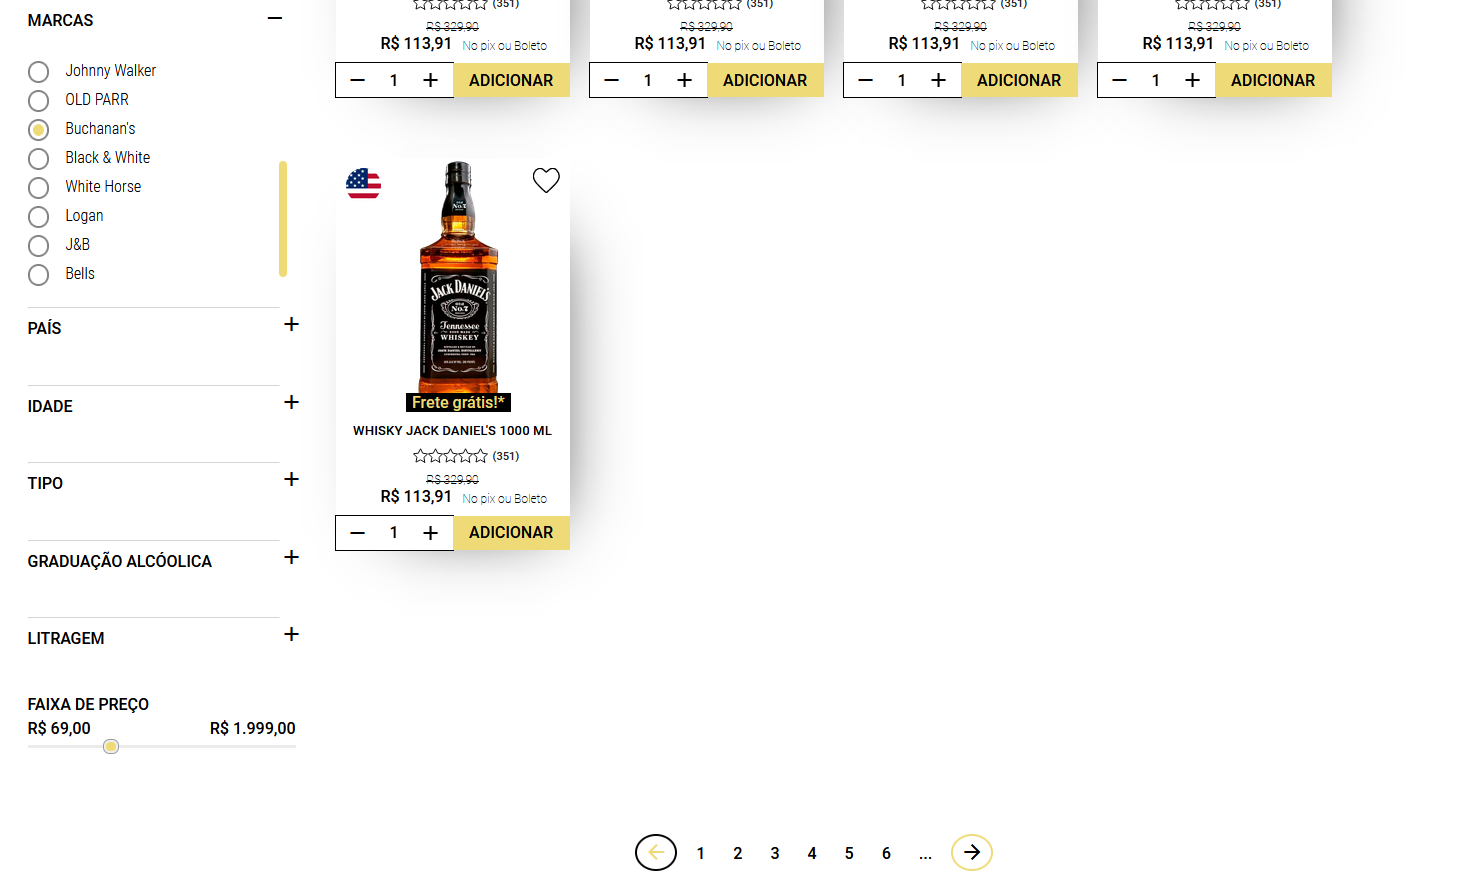 MARCAS
Johnny Walker
OLD PARR
Buchanan's
Black & White
White Horse
Logan
J&B
Bells
PAÍS
IDADE
TIPO
GRADUAÇÃO ALCÓOLICA
LITRAGEM
FAIXA DE PREÇO
R$ 69,00 R$ 1.999,00
(351) (351) (351) (351)
R$ 329,90 R$ 329,90 R$ 329,90 R$ 329,90
R$ 113,91 No pix ou Boleto R$ 113,91 No pix ou Boleto R$ 113,91 No pix ou Boleto R$ 113,91 No pix ou Boleto
1 ADICIONAR 1 ADICIONAR 1 ADICIONAR 1 ADICIONAR
JACK DANIEL'S
OLD
No.7
Tennessee
WHISKEY
Frete grátis!*
WHISKY JACK DANIEL'S 1000 ML
(351)
R$ 329,90
R$ 113,91 No pix ou Boleto
1 ADICIONAR
1 2 3 4 5 6 ...